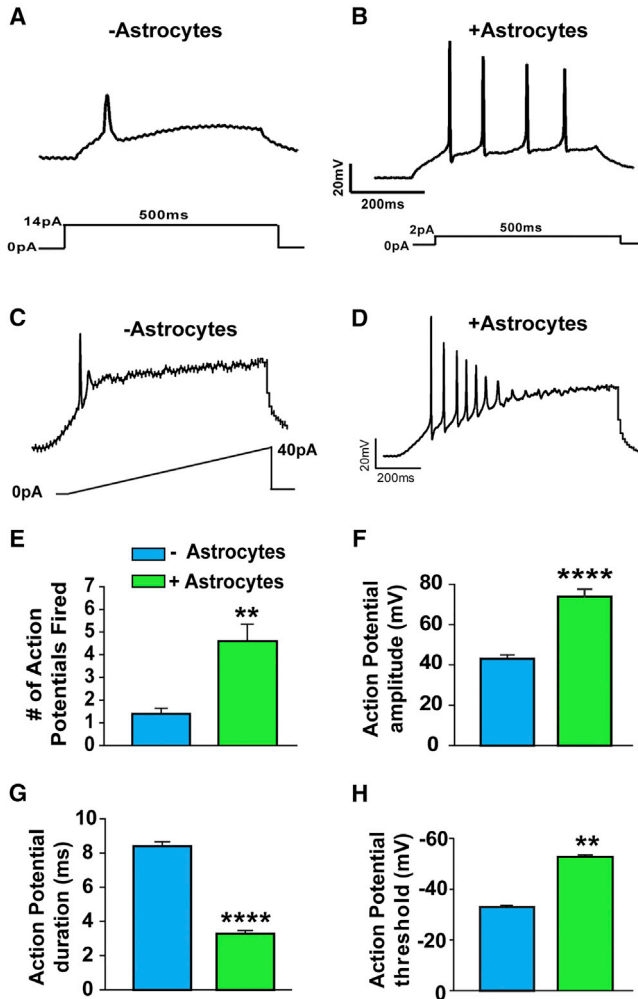 A
-Astrocytes
B
+Astrocytes
20mV
200ms
14pA
500ms
0pA
2pA
500ms
0pA
C
-Astrocytes
D
+Astrocytes
40pA
0pA
20mV
200ms
E
- Astrocytes
+ Astrocytes
# of Action
Potentials Fired
7
6
5
4
3
2
1
0
**
F
Action Potential
amplitude (mV)
80
60
40
20
0
****
G
Action Potential
duration (ms)
10
8
6
4
2
0
****
H
Action Potential
threshold (mV)
-60
-40
-20
0
**